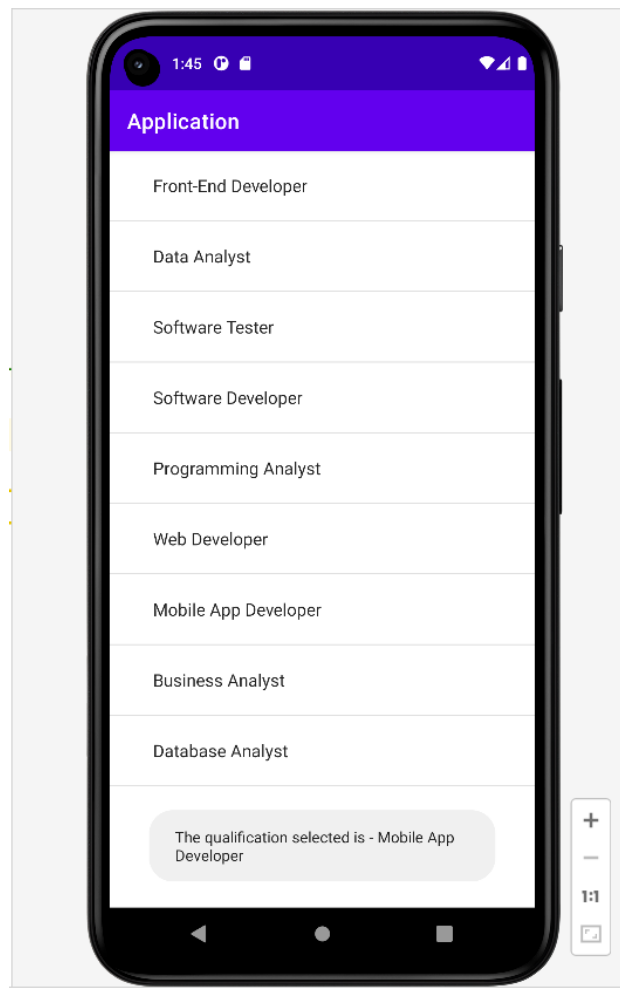 1:45
Application
Front-End Developer
Data Analyst
Software Tester
Software Developer
Programming Analyst
Web Developer
Mobile App Developer
Business Analyst
Database Analyst
The qualification selected is - Mobile App
Developer
1:1